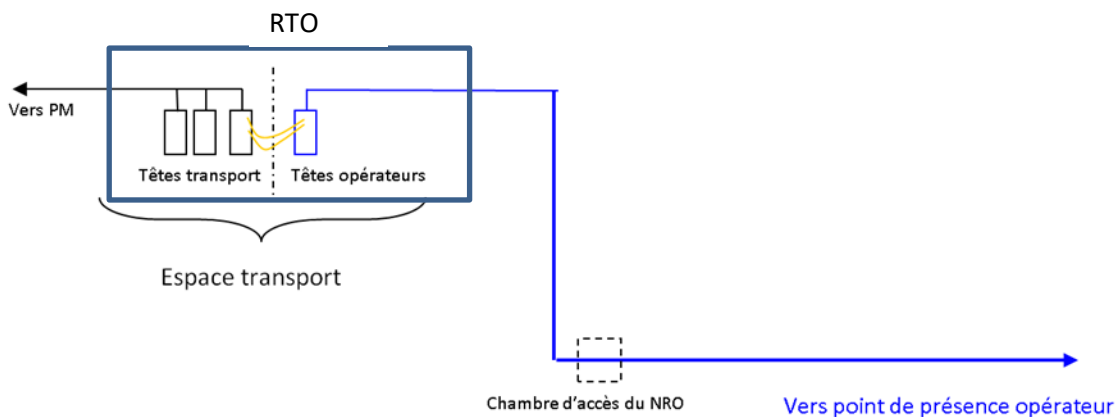 RTO
Vers PM
Têtes transport
Têtes opérateurs
Espace transport
Chambre d'accès du NRO
Vers point de présence opérateur